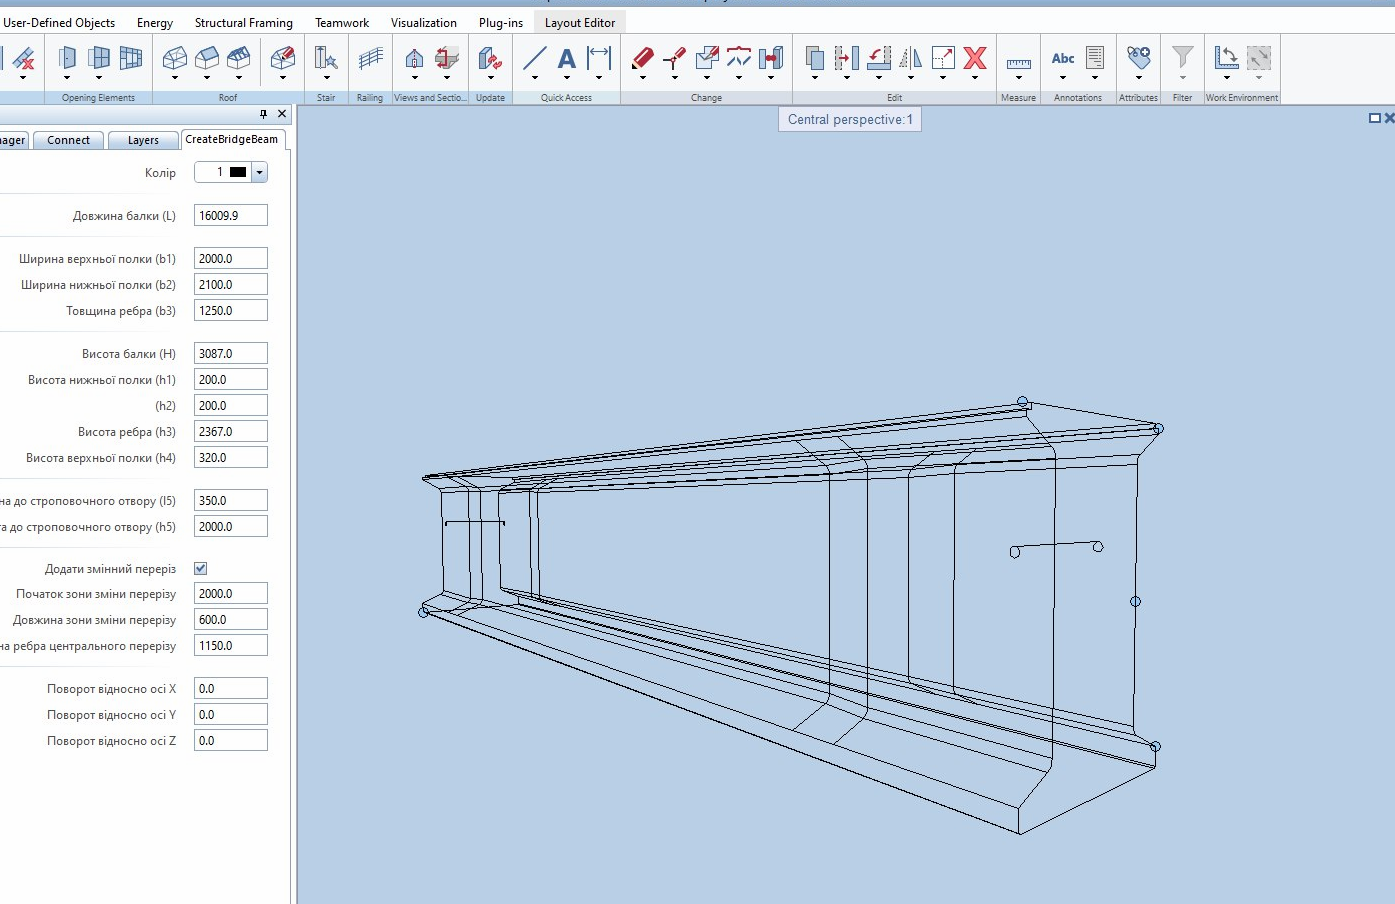 User-Defined Objects Energy Structural Framing Teamwork Visualization Plug-ins Layout Editor
Abc
Opening Elements Roof Stair Railing Views and Sectio... Update Quick Access Change Edit Measure Annotations Attributes Filter Work Environment
Central perspective:1
ager Connect Layers CreateBridgeBeam
Колір 1
Довжина балки (L) 16009.9
Ширина верхньої полки (b1) 2000.0
Ширина нижньої полки (b2) 2100.0
Товщина ребра (b3) 1250.0
Висота балки (H) 3087.0
Висота нижньої полки (h1) 200.0
(h2) 200.0
Висота ребра (h3) 2367.0
Висота верхньої полки (h4) 320.0
на до строповочного отвору (l5) 350.0
а до строповочного отвору (h5) 2000.0
Додати змінний переріз
Початок зони зміни перерізу 2000.0
Довжина зони зміни перерізу 600.0
на ребра центрального перерізу 1150.0
Поворот відносно осі X 0.0
Поворот відносно осі Y 0.0
Поворот відносно осі Z 0.0